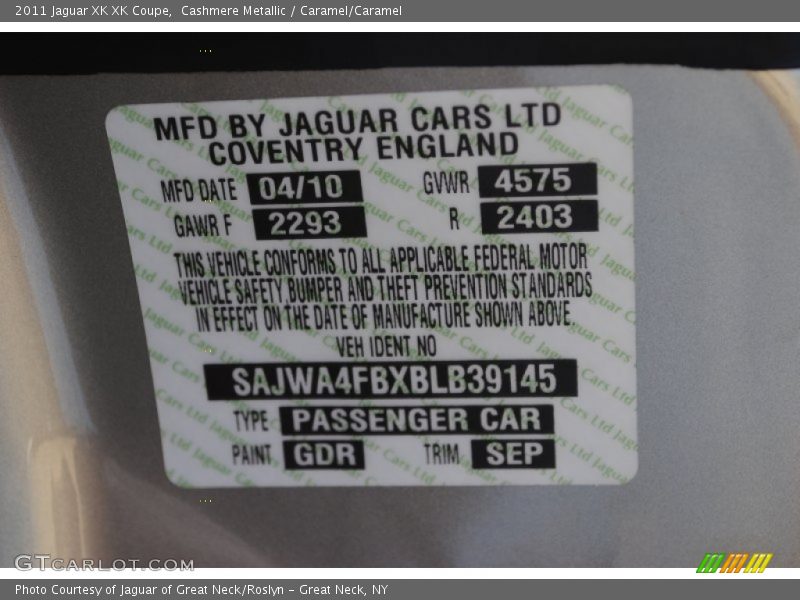 2011 Jaguar XK XK Coupe,  Cashmere Metallic / Caramel/Caramel
MFD BY JAGUAR CARS LTD
COVENTRY ENGLAND
MFD DATE 04/10 GVWR 4575
GAWR F 2293 R 2403
THIS VEHICLE CONFORMS TO ALL APPLICABLE FEDERAL MOTOR
VEHICLE SAFETY, BUMPER AND THEFT PREVENTION STANDARDS
IN EFFECT ON THE DATE OF MANUFACTURE SHOWN ABOVE.
VEH IDENT NO
SAJWA4FBXBLB39145
TYPE PASSENGER CAR
PAINT GDR TRIM SEP
GTCARLOT.COM
Photo Courtesy of Jaguar of Great Neck/Roslyn – Great Neck, NY